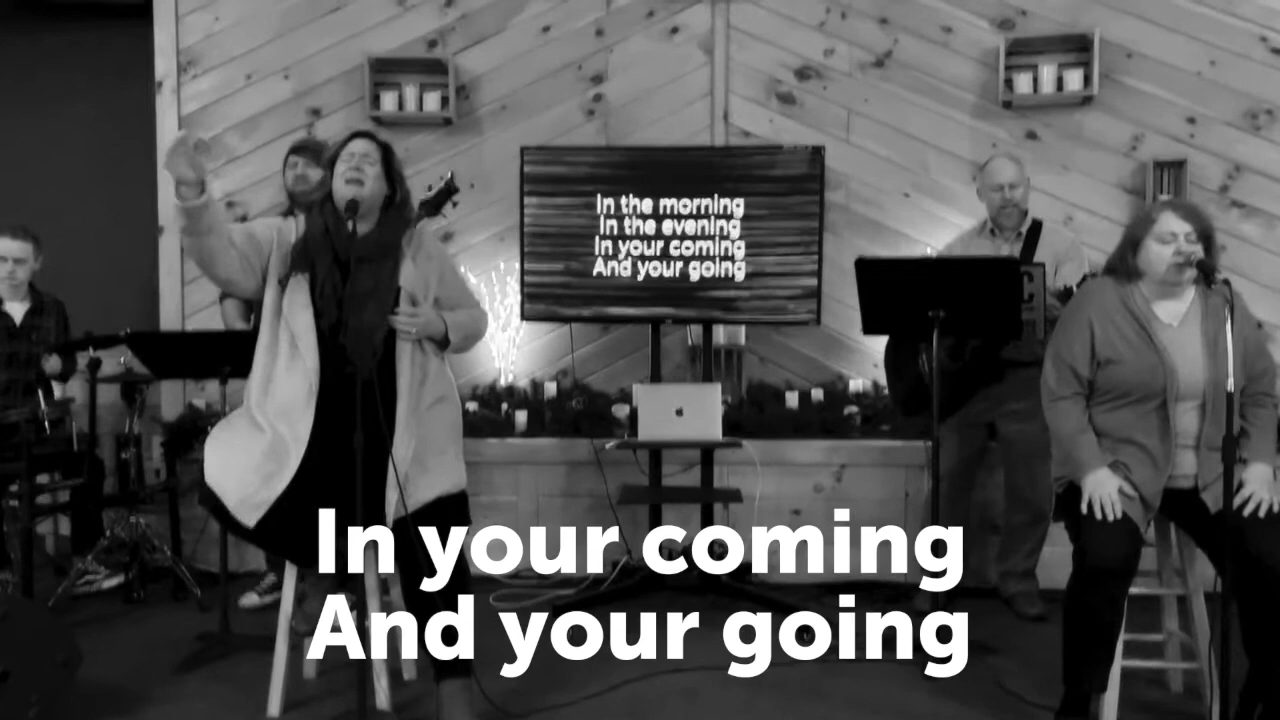 In the morning
In the evening
In your coming
And your going
In your coming
And your going